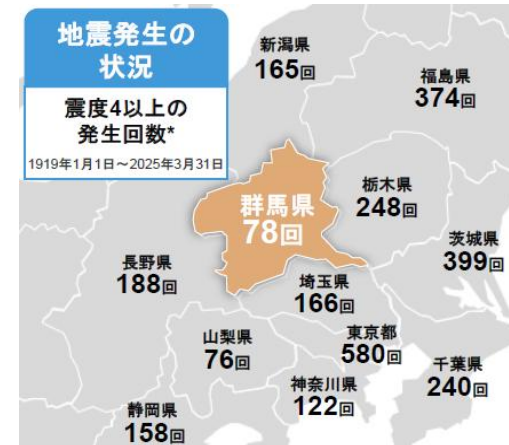 地震発生の
状況
震度4以上の
発生回数*
1919年1月1日～2025年3月31日
新潟県
165回
福島県
374回
群馬県
78回
栃木県
248回
茨城県
399回
長野県
188回
埼玉県
166回
山梨県
76回
東京都
580回
千葉県
240回
神奈川県
122回
静岡県
158回